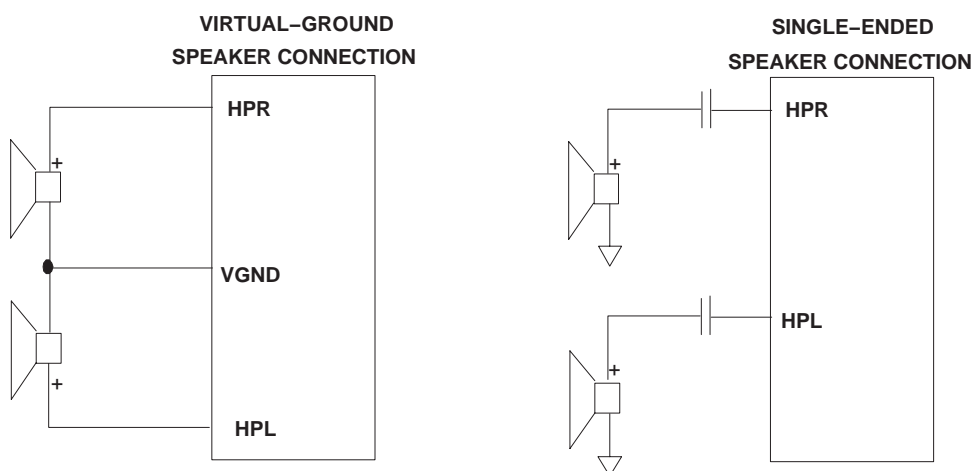 VIRTUAL−GROUND
SPEAKER CONNECTION
HPR
+
VGND
+
HPL
SINGLE−ENDED
SPEAKER CONNECTION
HPR
+
HPL
+